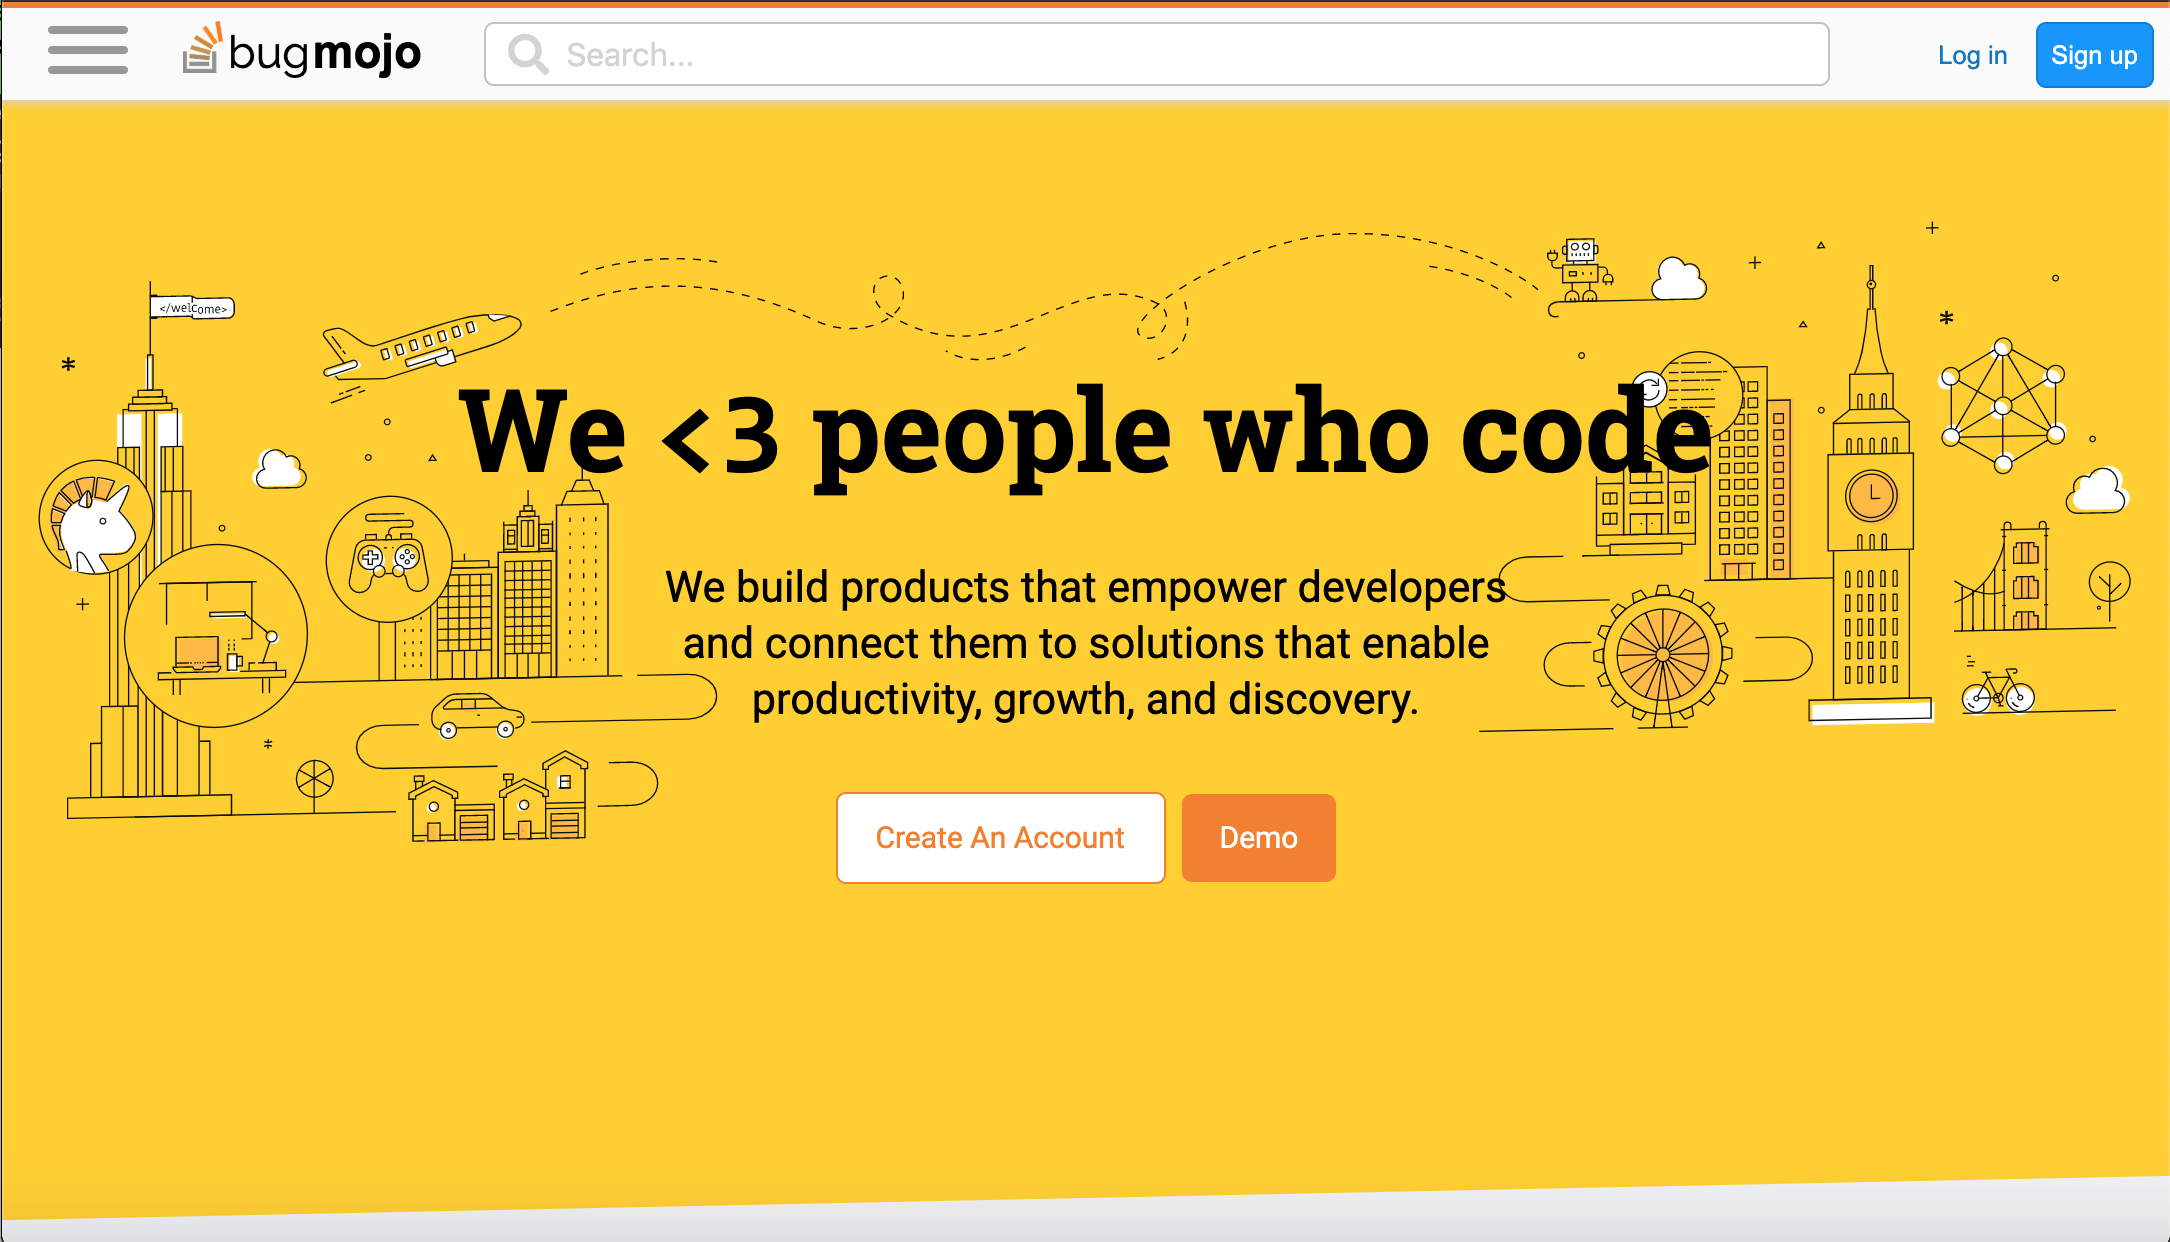 bugmojo
Search...
Log in
Sign up
</welcome>
We <3 people who code
We build products that empower developers
and connect them to solutions that enable
productivity, growth, and discovery.
Create An Account
Demo